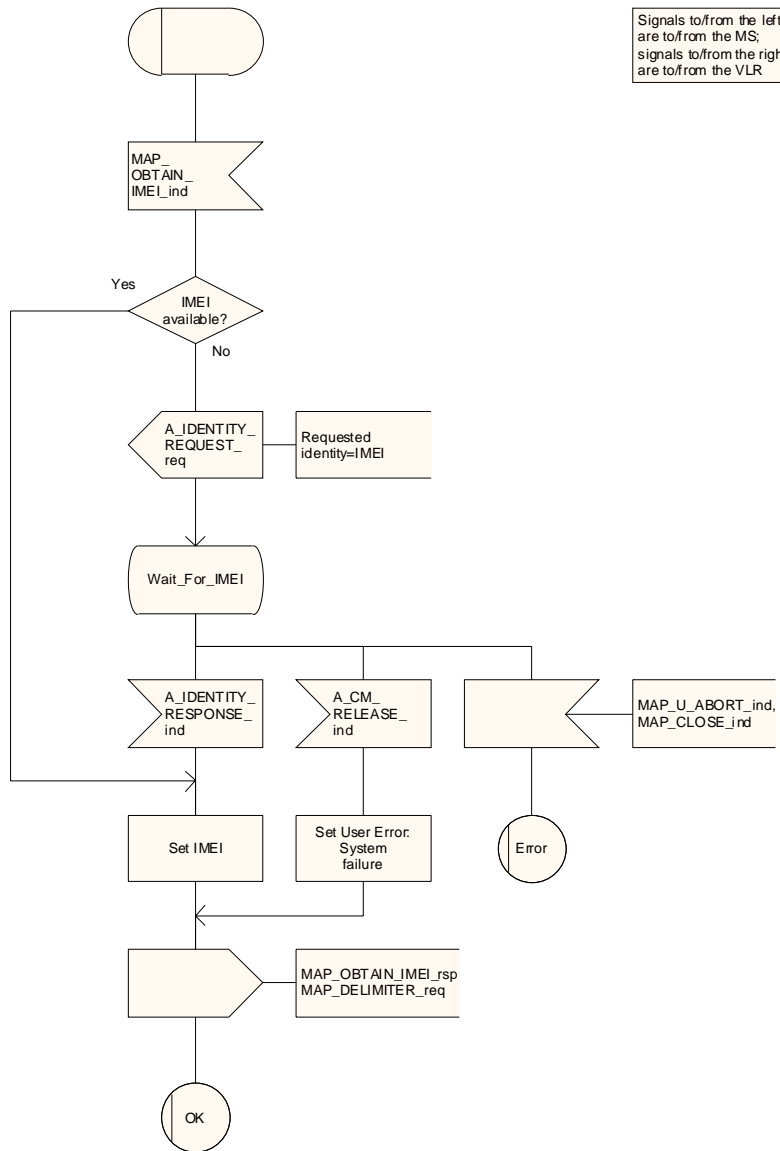 Signals to/from the left
are to/from the MS;
signals to/from the righ
are to/from the VLR
MAP_
OBTAIN_
IMEI_ind
Yes
IMEI
available?
No
A_IDENTITY_
REQUEST_
req
Requested
identity=IMEI
Wait_For_IMEI
A_IDENTITY_
RESPONSE_
ind
A_CM_
RELEASE_
ind
MAP_U_ABORT_ind,
MAP_CLOSE_ind
Set IMEI
Set User Error:
System
failure
Error
MAP_OBTAIN_IMEI_rsp
MAP_DELIMITER_req
OK